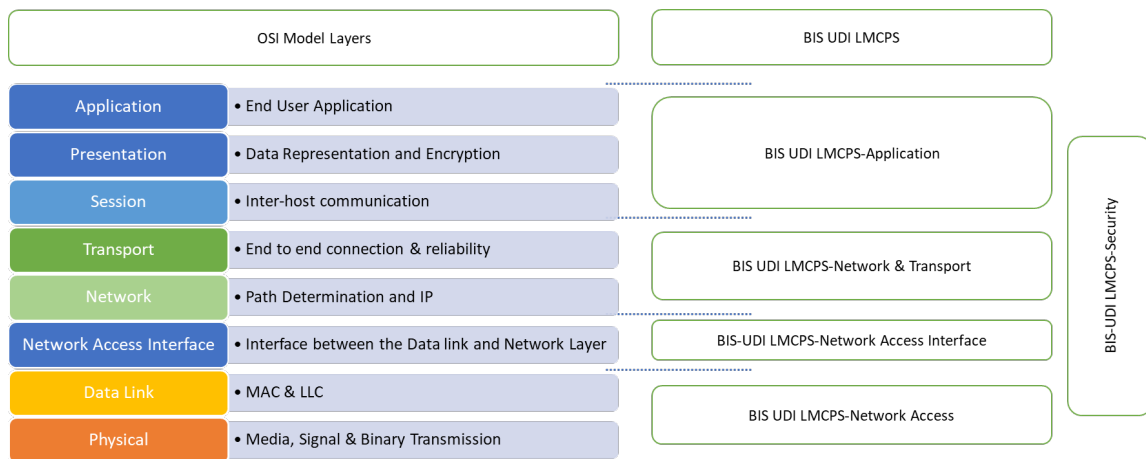 OSI Model Layers
BIS UDI LMCPS
Application
• End User Application
Presentation
• Data Representation and Encryption
Session
• Inter-host communication
BIS UDI LMCPS-Application
Transport
• End to end connection & reliability
Network
• Path Determination and IP
BIS UDI LMCPS-Network & Transport
Network Access Interface
• Interface between the Data link and Network Layer
BIS-UDI LMCPS-Network Access Interface
Data Link
• MAC & LLC
Physical
• Media, Signal & Binary Transmission
BIS UDI LMCPS-Network Access
BIS-UDI LMCPS-Security